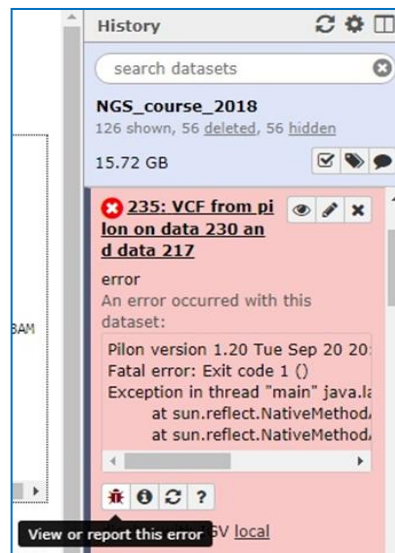 History
search datasets
NGS_course_2018
126 shown, 56 deleted, 56 hidden
15.72 GB
235: VCF from pi
lon on data 230 an
d data 217
error
An error occurred with this
dataset:
BAM
Pilon version 1.20 Tue Sep 20 20:
Fatal error: Exit code 1 ()
Exception in thread "main" java.la
at sun.reflect.NativeMethodA
at sun.reflect.NativeMethodA
?
View or report this error
GV local